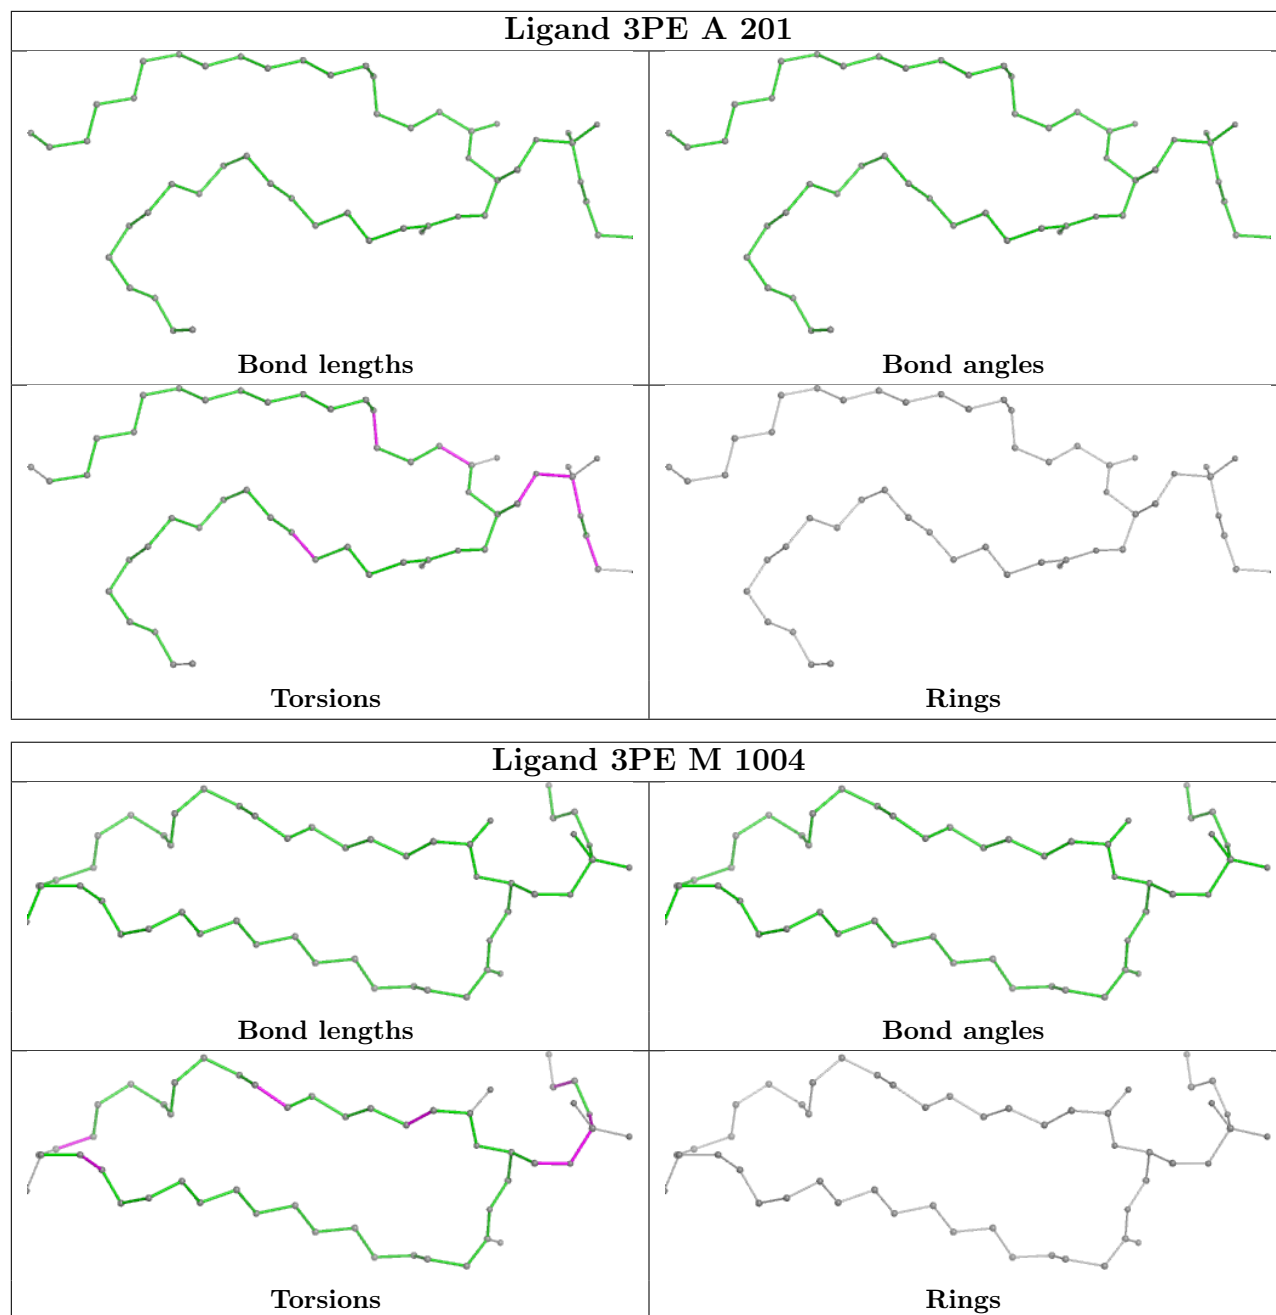 Ligand 3PE A 201
Bond lengths
Bond angles
Torsions
Rings
Ligand 3PE M 1004
Bond lengths
Bond angles
Torsions
Rings